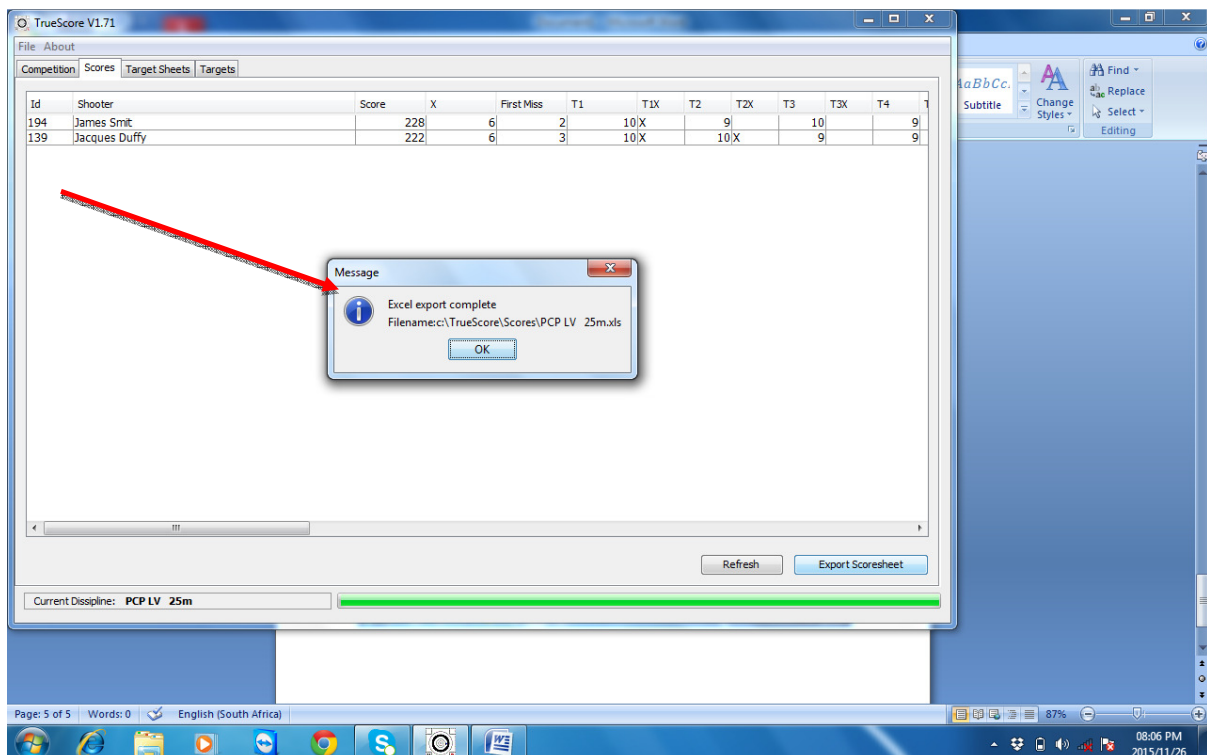 TrueScore V1.71
File About
Competition Scores Target Sheets Targets
Id Shooter Score X First Miss T1 T1X T2 T2X T3 T3X T4 T
194 James Smit 228 6 2 10 X 9 10 9
139 Jacques Duffy 222 6 3 10 X 10 X 9 9
Message
Excel export complete
Filename:c:\TrueScore\Scores\PCP LV 25m.xls
OK
Refresh Export Scoresheet
Current Dissipline: PCP LV 25m
AaBbCc.
Subtitle
Change
Styles
Find
Replace
Select
Editing
Page: 5 of 5 Words: 0 English (South Africa) 87%
08:06 PM
2015/11/26